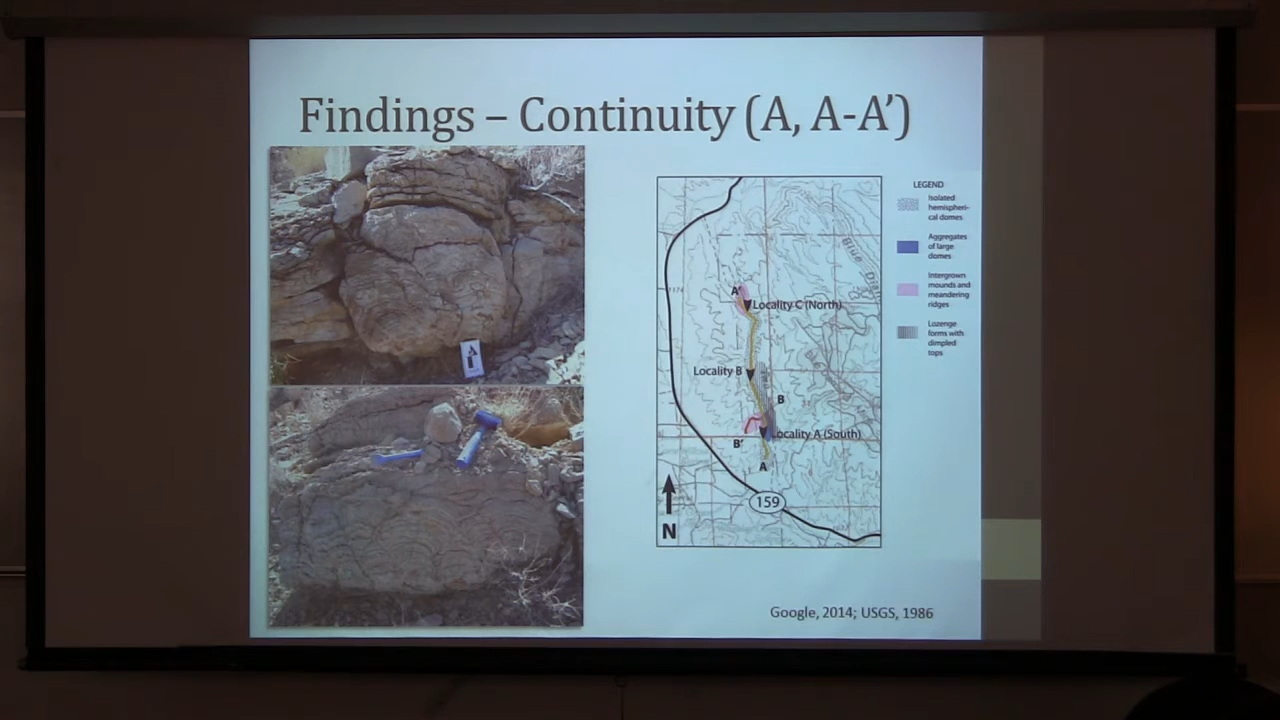 Findings – Continuity (A, A-A’)
LEGEND
Isolated
hemispheri-
cal domes
Aggregates
of large
domes
Intergrown
mounds and
meandering
ridges
Lozenge
forms with
dimpled
tops
Blue
A'
Locality C (North)
Locality B
B
Locality A (South)
B'
A
159
N
Google, 2014; USGS, 1986